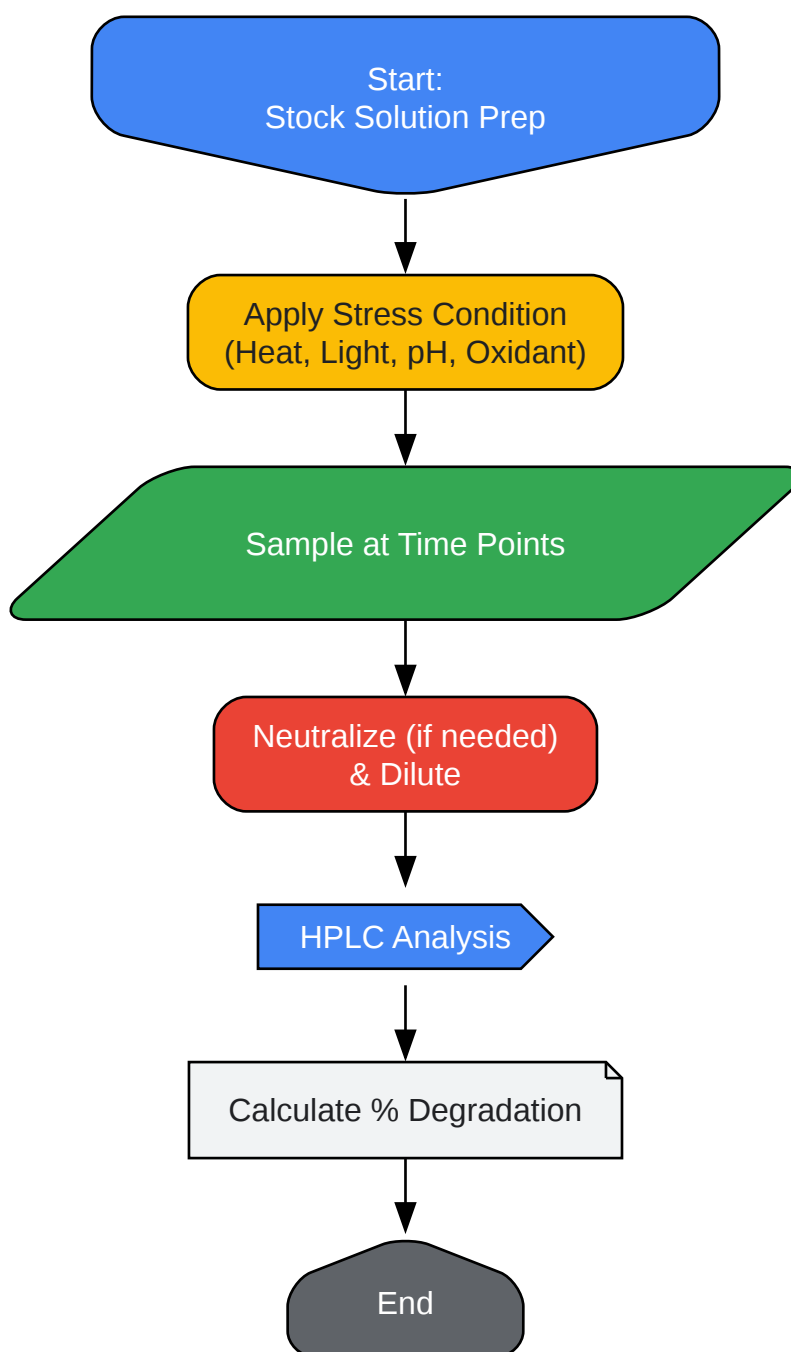 Start:
Stock Solution Prep
Apply Stress Condition
(Heat, Light, pH, Oxidant)
Sample at Time Points
Neutralize (if needed)
& Dilute
HPLC Analysis
Calculate % Degradation
End